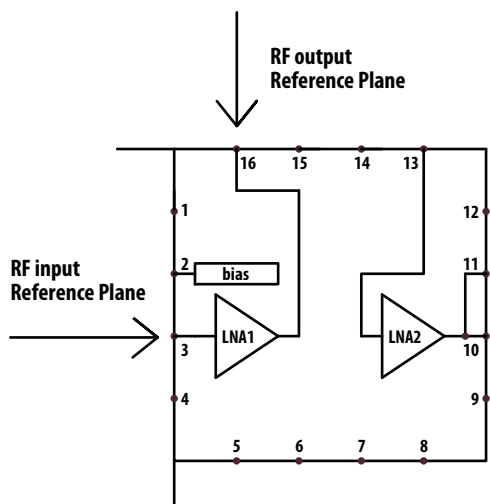 RF output
Reference Plane
16 15 14 13
1 12
2 bias 11
RF input
Reference Plane
3 LNA1 LNA2 10
4 9
5 6 7 8